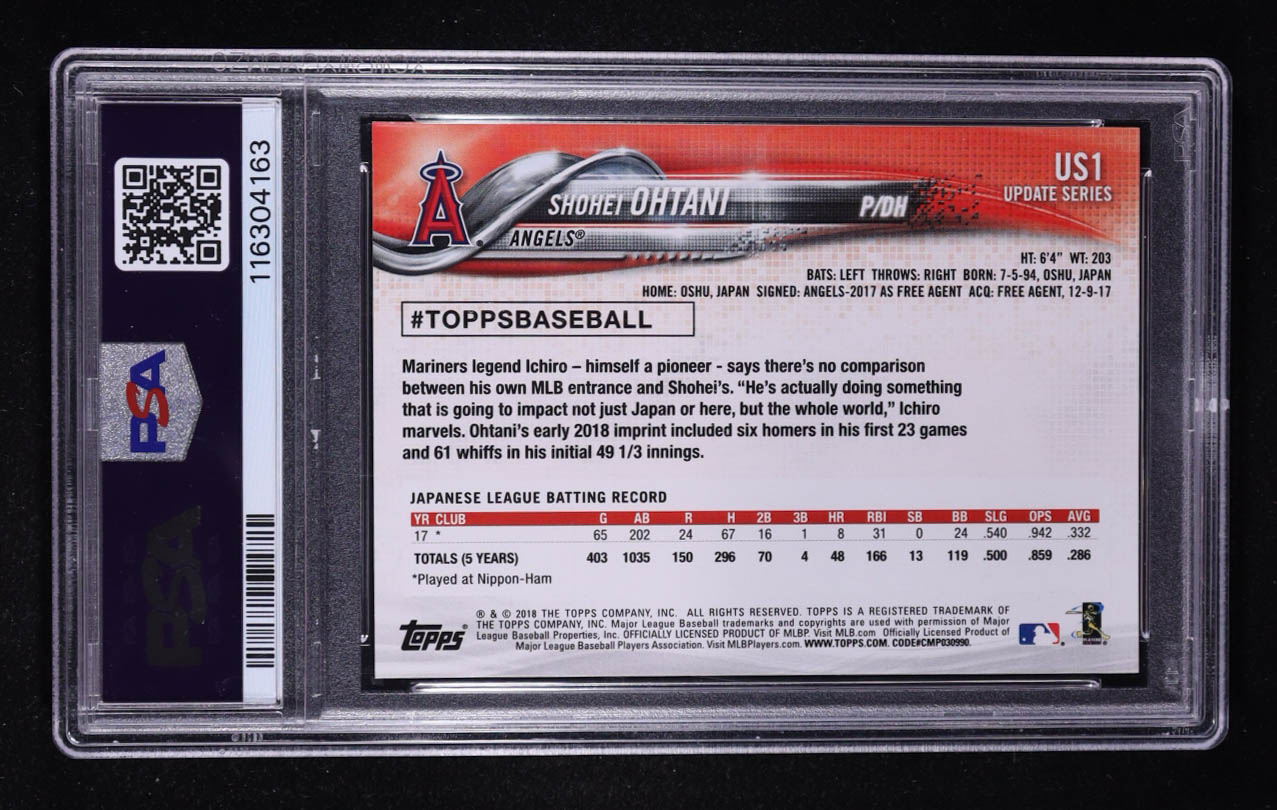 116304163
PSA
PSA
A
SHOHEI OHTANI
P/DH
ANGELS®
US1
UPDATE SERIES
HT: 6'4" WT: 203
BATS: LEFT THROWS: RIGHT BORN: 7-5-94, OSHU, JAPAN
HOME: OSHU, JAPAN SIGNED: ANGELS-2017 AS FREE AGENT ACQ: FREE AGENT, 12-9-17
#TOPPSBASEBALL
Mariners legend Ichiro – himself a pioneer - says there's no comparison
between his own MLB entrance and Shohei's. "He's actually doing something
that is going to impact not just Japan or here, but the whole world," Ichiro
marvels. Ohtani's early 2018 imprint included six homers in his first 23 games
and 61 whiffs in his initial 49 1/3 innings.
JAPANESE LEAGUE BATTING RECORD
YR CLUB G AB R H 2B 3B HR RBI SB BB SLG OPS AVG
17 * 65 202 24 67 16 1 8 31 0 24 .540 .942 .332
TOTALS (5 YEARS) 403 1035 150 296 70 4 48 166 13 119 .500 .859 .286
*Played at Nippon-Ham
Topps®
® & © 2018 THE TOPPS COMPANY, INC. ALL RIGHTS RESERVED. TOPPS IS A REGISTERED TRADEMARK OF
THE TOPPS COMPANY, INC. Major League Baseball trademarks and copyrights are used with permission of Major
League Baseball Properties, Inc. OFFICIALLY LICENSED PRODUCT OF MLBP. Visit MLB.com Officially Licensed Product of
Major League Baseball Players Association. Visit MLBPlayers.com. WWW.TOPPS.COM. CODE#CMP030990.